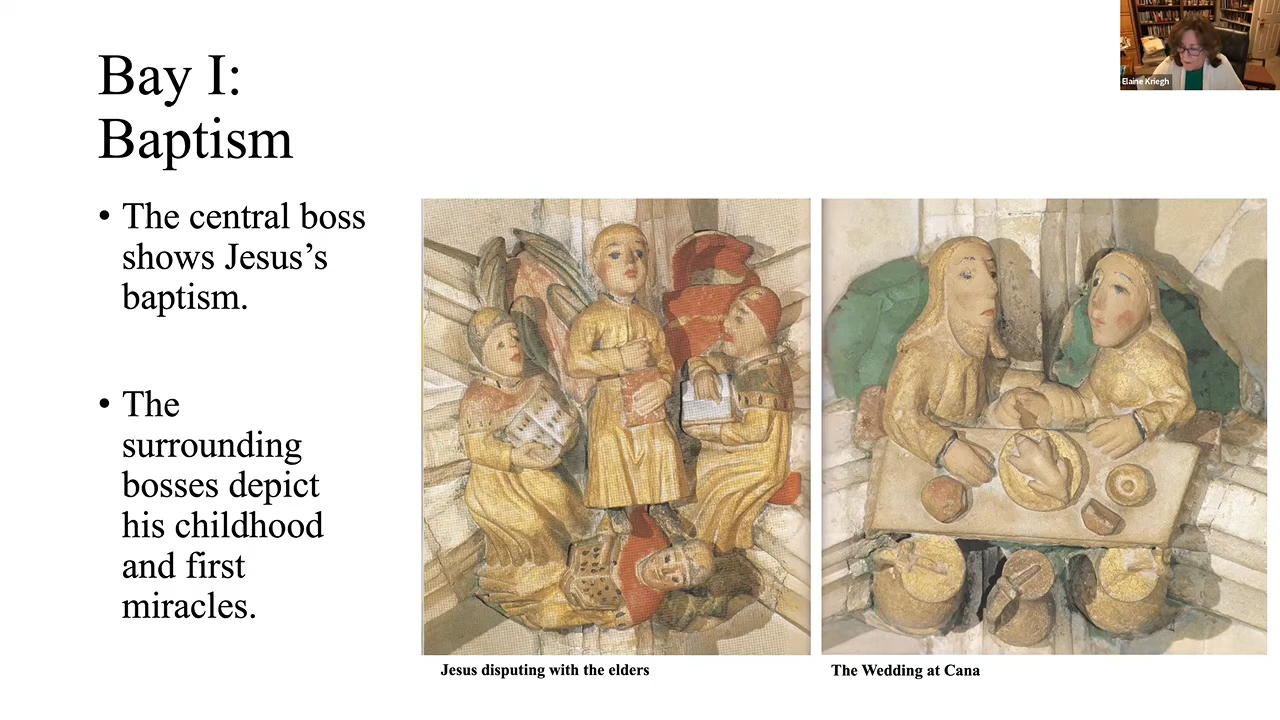 Bay I:
Baptism
• The central boss
shows Jesus’s
baptism.
• The
surrounding
bosses depict
his childhood
and first
miracles.
Jesus disputing with the elders
The Wedding at Cana
Elaine Kriegh